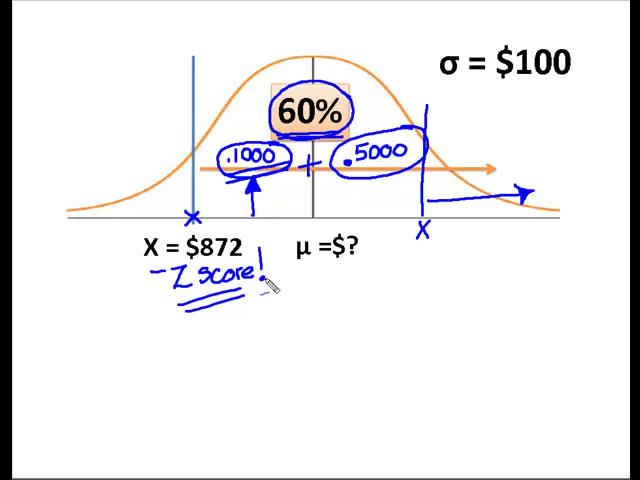 σ = $100
60%
.1000 + .5000
X = $872 μ =$? X
- Z score!